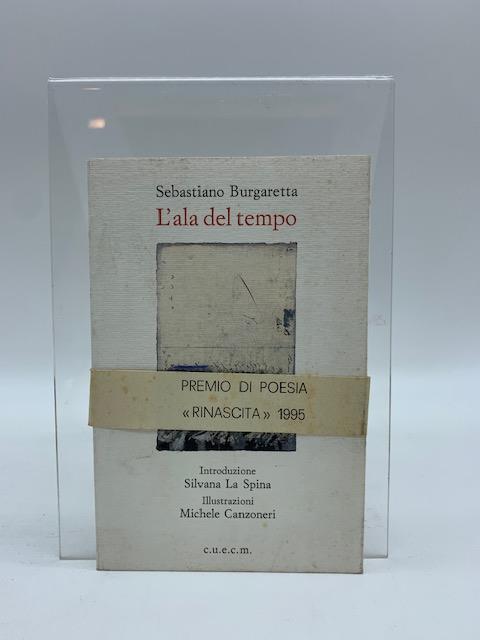 Sebastiano Burgaretta
L'ala del tempo
PREMIO DI POESIA
«RINASCITA» 1995
Introduzione
Silvana La Spina
Illustrazioni
Michele Canzoneri
c.u.e.c.m.